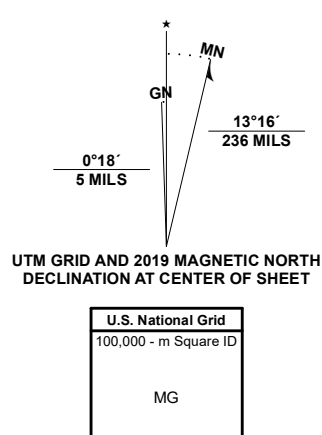 ★
MN
GN
13°16´
236 MILS
0°18´
5 MILS
UTM GRID AND 2019 MAGNETIC NORTH
DECLINATION AT CENTER OF SHEET
U.S. National Grid
100,000 - m Square ID
MG